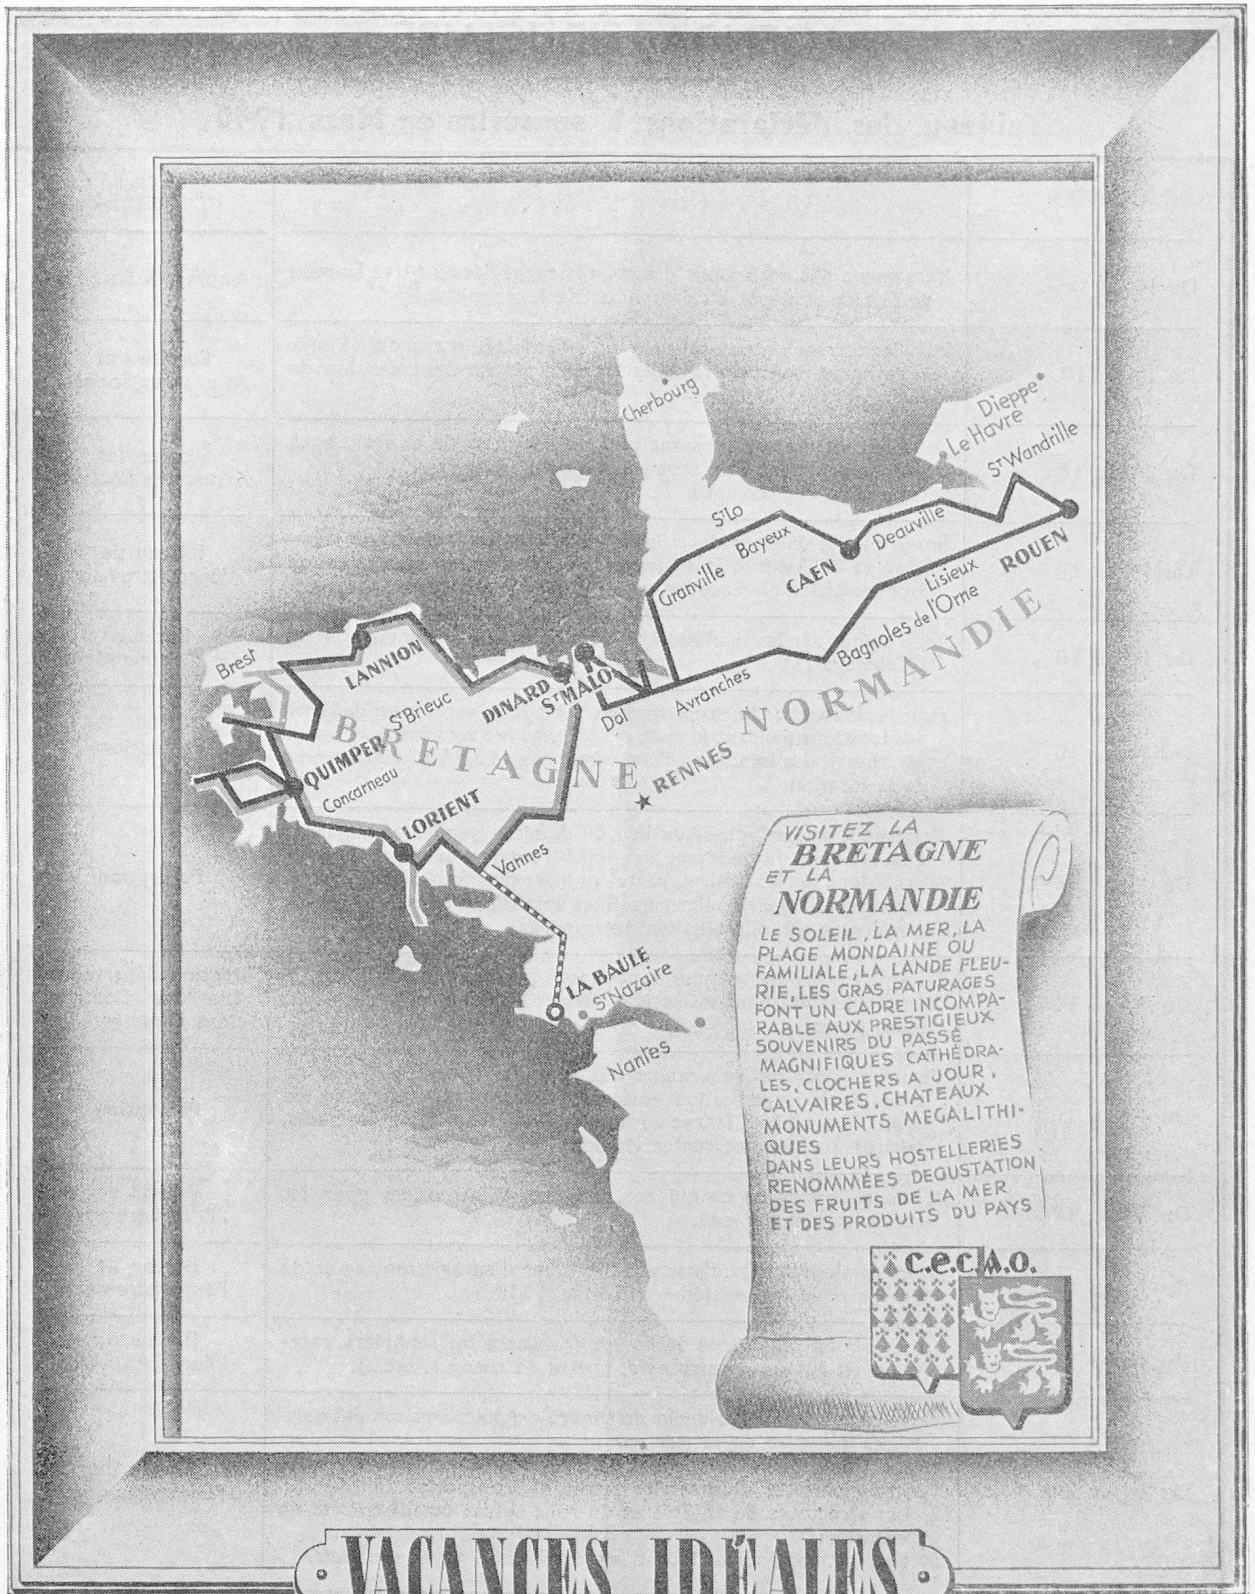 Cherbourg
Dieppe
Le Havre
St Wandrille
St Lo
Bayeux
Deauville
Granville
CAEN
Lisieux
ROUEN
Bagnoles de l'Orne
NORMANDIE
Brest
LANNION
St Brieuc
DINARD
St MALO
Dol
Avranches
BRETAGNE
QUIMPER
Concarneau
RENNES
LORIENT
Vannes
LA BAULE
St Nazaire
Nantes
VISITEZ LA
BRETAGNE
ET LA
NORMANDIE
LE SOLEIL, LA MER, LA
PLAGE MONDAINE OU
FAMILIALE, LA LANDE FLEU-
RIE, LES GRAS PATURAGES
FONT UN CADRE INCOMPA-
RABLE AUX PRESTIGIEUX
SOUVENIRS DU PASSÉ
MAGNIFIQUES CATHÉDRA-
LES, CLOCHERS A JOUR,
CALVAIRES, CHATEAUX
MONUMENTS MEGALITHI-
QUES
DANS LEURS HOSTELLERIES
RENOMMÉES DEGUSTATION
DES FRUITS DE LA MER
ET DES PRODUITS DU PAYS
C.E.C.A.O.
VACANCES IDÉALES